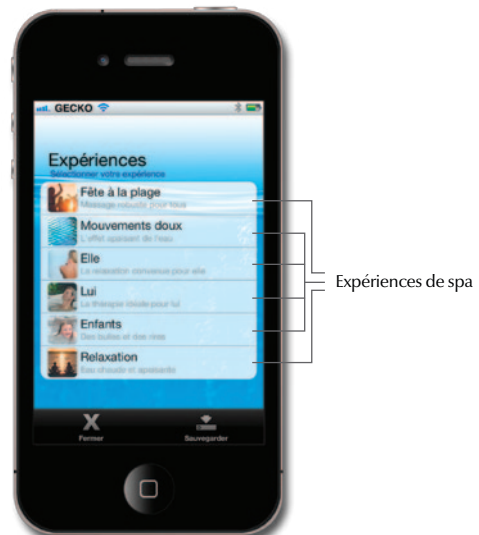 GECKO
Expériences
Sélectionner votre expérience
Fête à la plage
Massage robuste pour tous
Mouvements doux
L'effet apaisant de l'eau
Elle
La relaxation convenue pour elle
Lui
La thérapie idéale pour lui
Enfants
Des bulles et des rires
Relaxation
Eau chaude et apaisante
Expériences de spa
Fermer
Sauvegarder